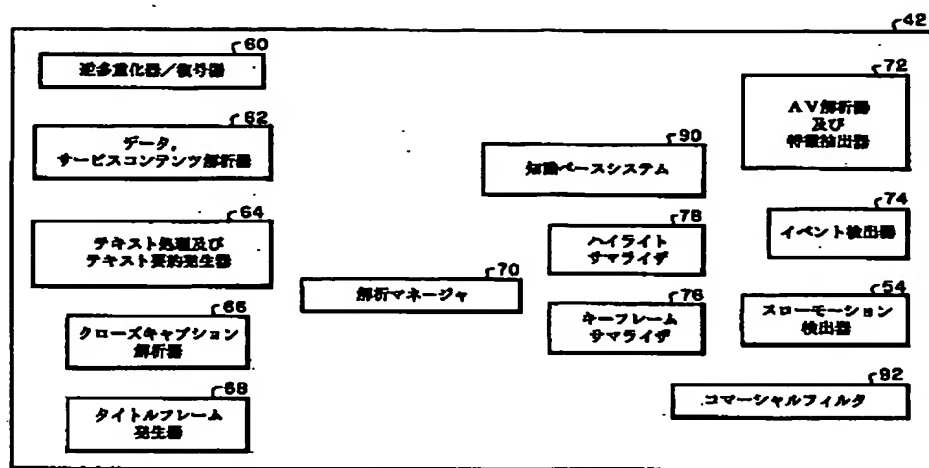 42
60
逆多重化器/復号器
62
データ,
サービスコンテンツ解析器
64
テキスト処理及び
テキスト要約発生器
66
クローズキャプション
解析器
68
タイトルフレーム
発生器
70
解析マネージャ
90
知識ベースシステム
78
ハイライト
サマライザ
76
キーフレーム
サマライザ
72
AV解析器
及び
特徴抽出器
74
イベント検出器
54
スローモーション
検出器
92
コマーシャルフィルタ